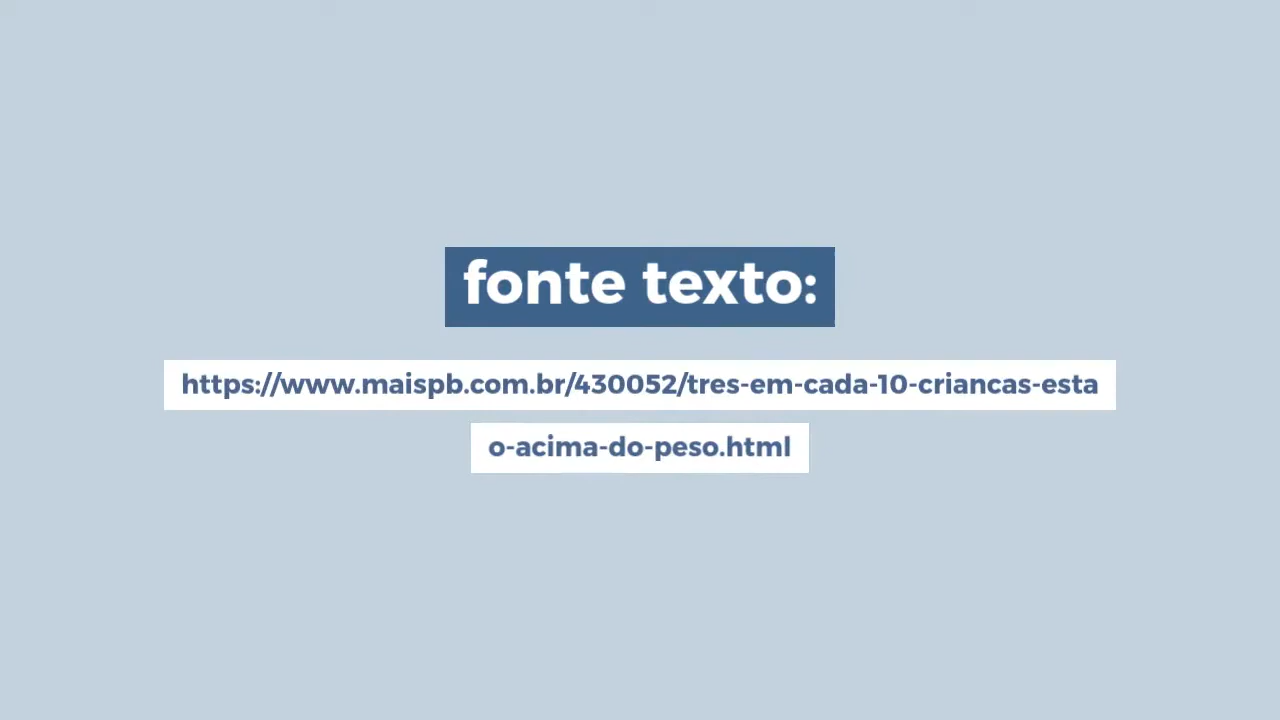 fonte texto:
https://www.maispb.com.br/430052/tres-em-cada-10-criancas-esta
o-acima-do-peso.html